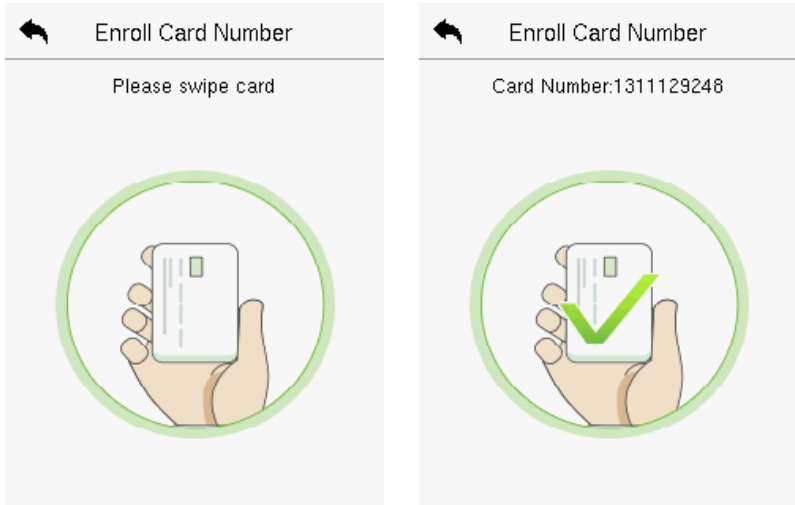 Enroll Card Number
Please swipe card
Enroll Card Number
Card Number:1311129248